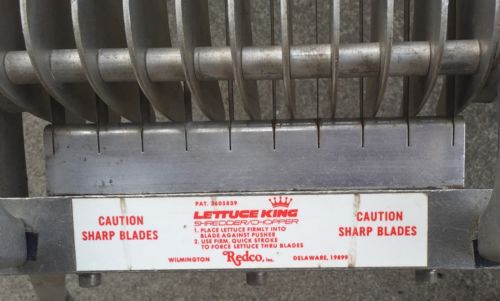 CAUTION
SHARP BLADES
PAT. 3605839
LETTUCE KING
SHREDDER/CHOPPER
1. PLACE LETTUCE FIRMLY INTO
BLADE AGAINST PUSHER
2. USE FIRM, QUICK STROKE
TO FORCE LETTUCE THRU BLADES
WILMINGTON Redco, INC. DELAWARE, 19899
CAUTION
SHARP BLADES